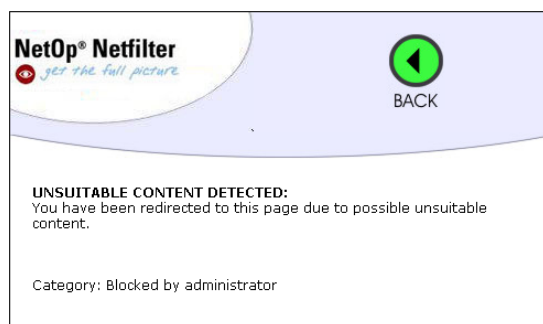 NetOp® Netfilter
get the full picture
BACK
UNSUITABLE CONTENT DETECTED:
You have been redirected to this page due to possible unsuitable
content.
Category: Blocked by administrator